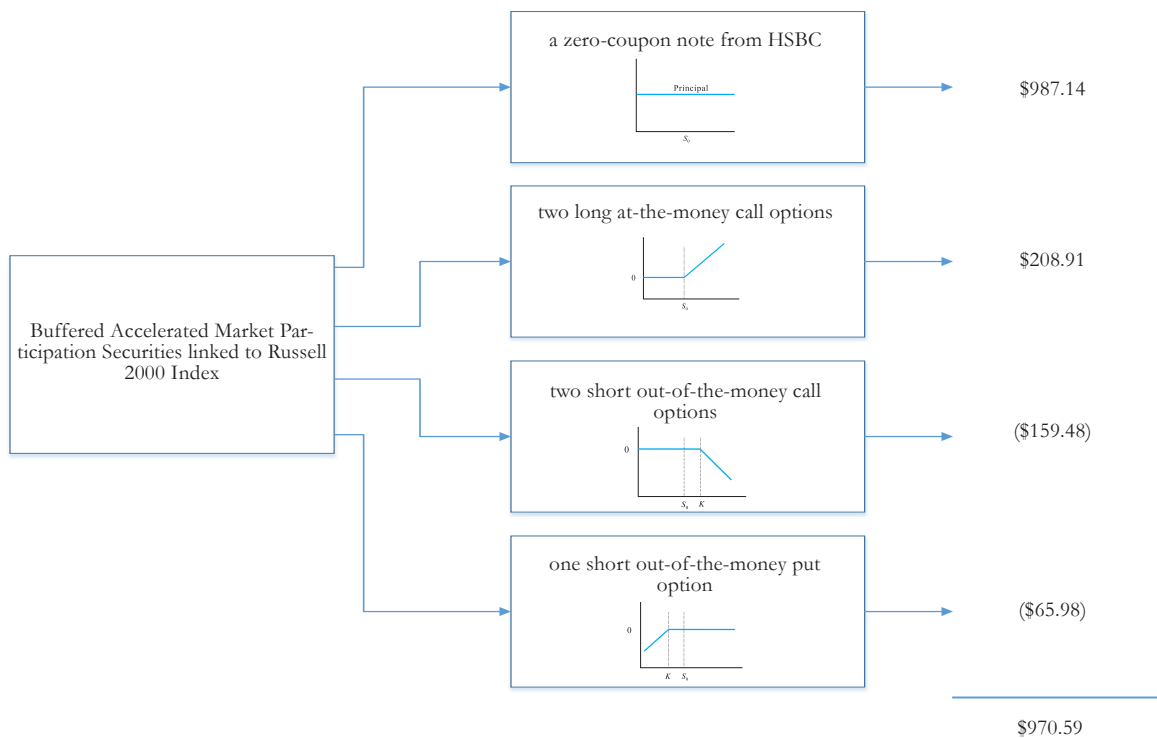 Buffered Accelerated Market Par-
ticipation Securities linked to Russell
2000 Index
a zero-coupon note from HSBC
Principal
S₀
$987.14
two long at-the-money call options
0
S₀
$208.91
two short out-of-the-money call
options
0
S₀ K
($159.48)
one short out-of-the-money put
option
0
K S₀
($65.98)
$970.59